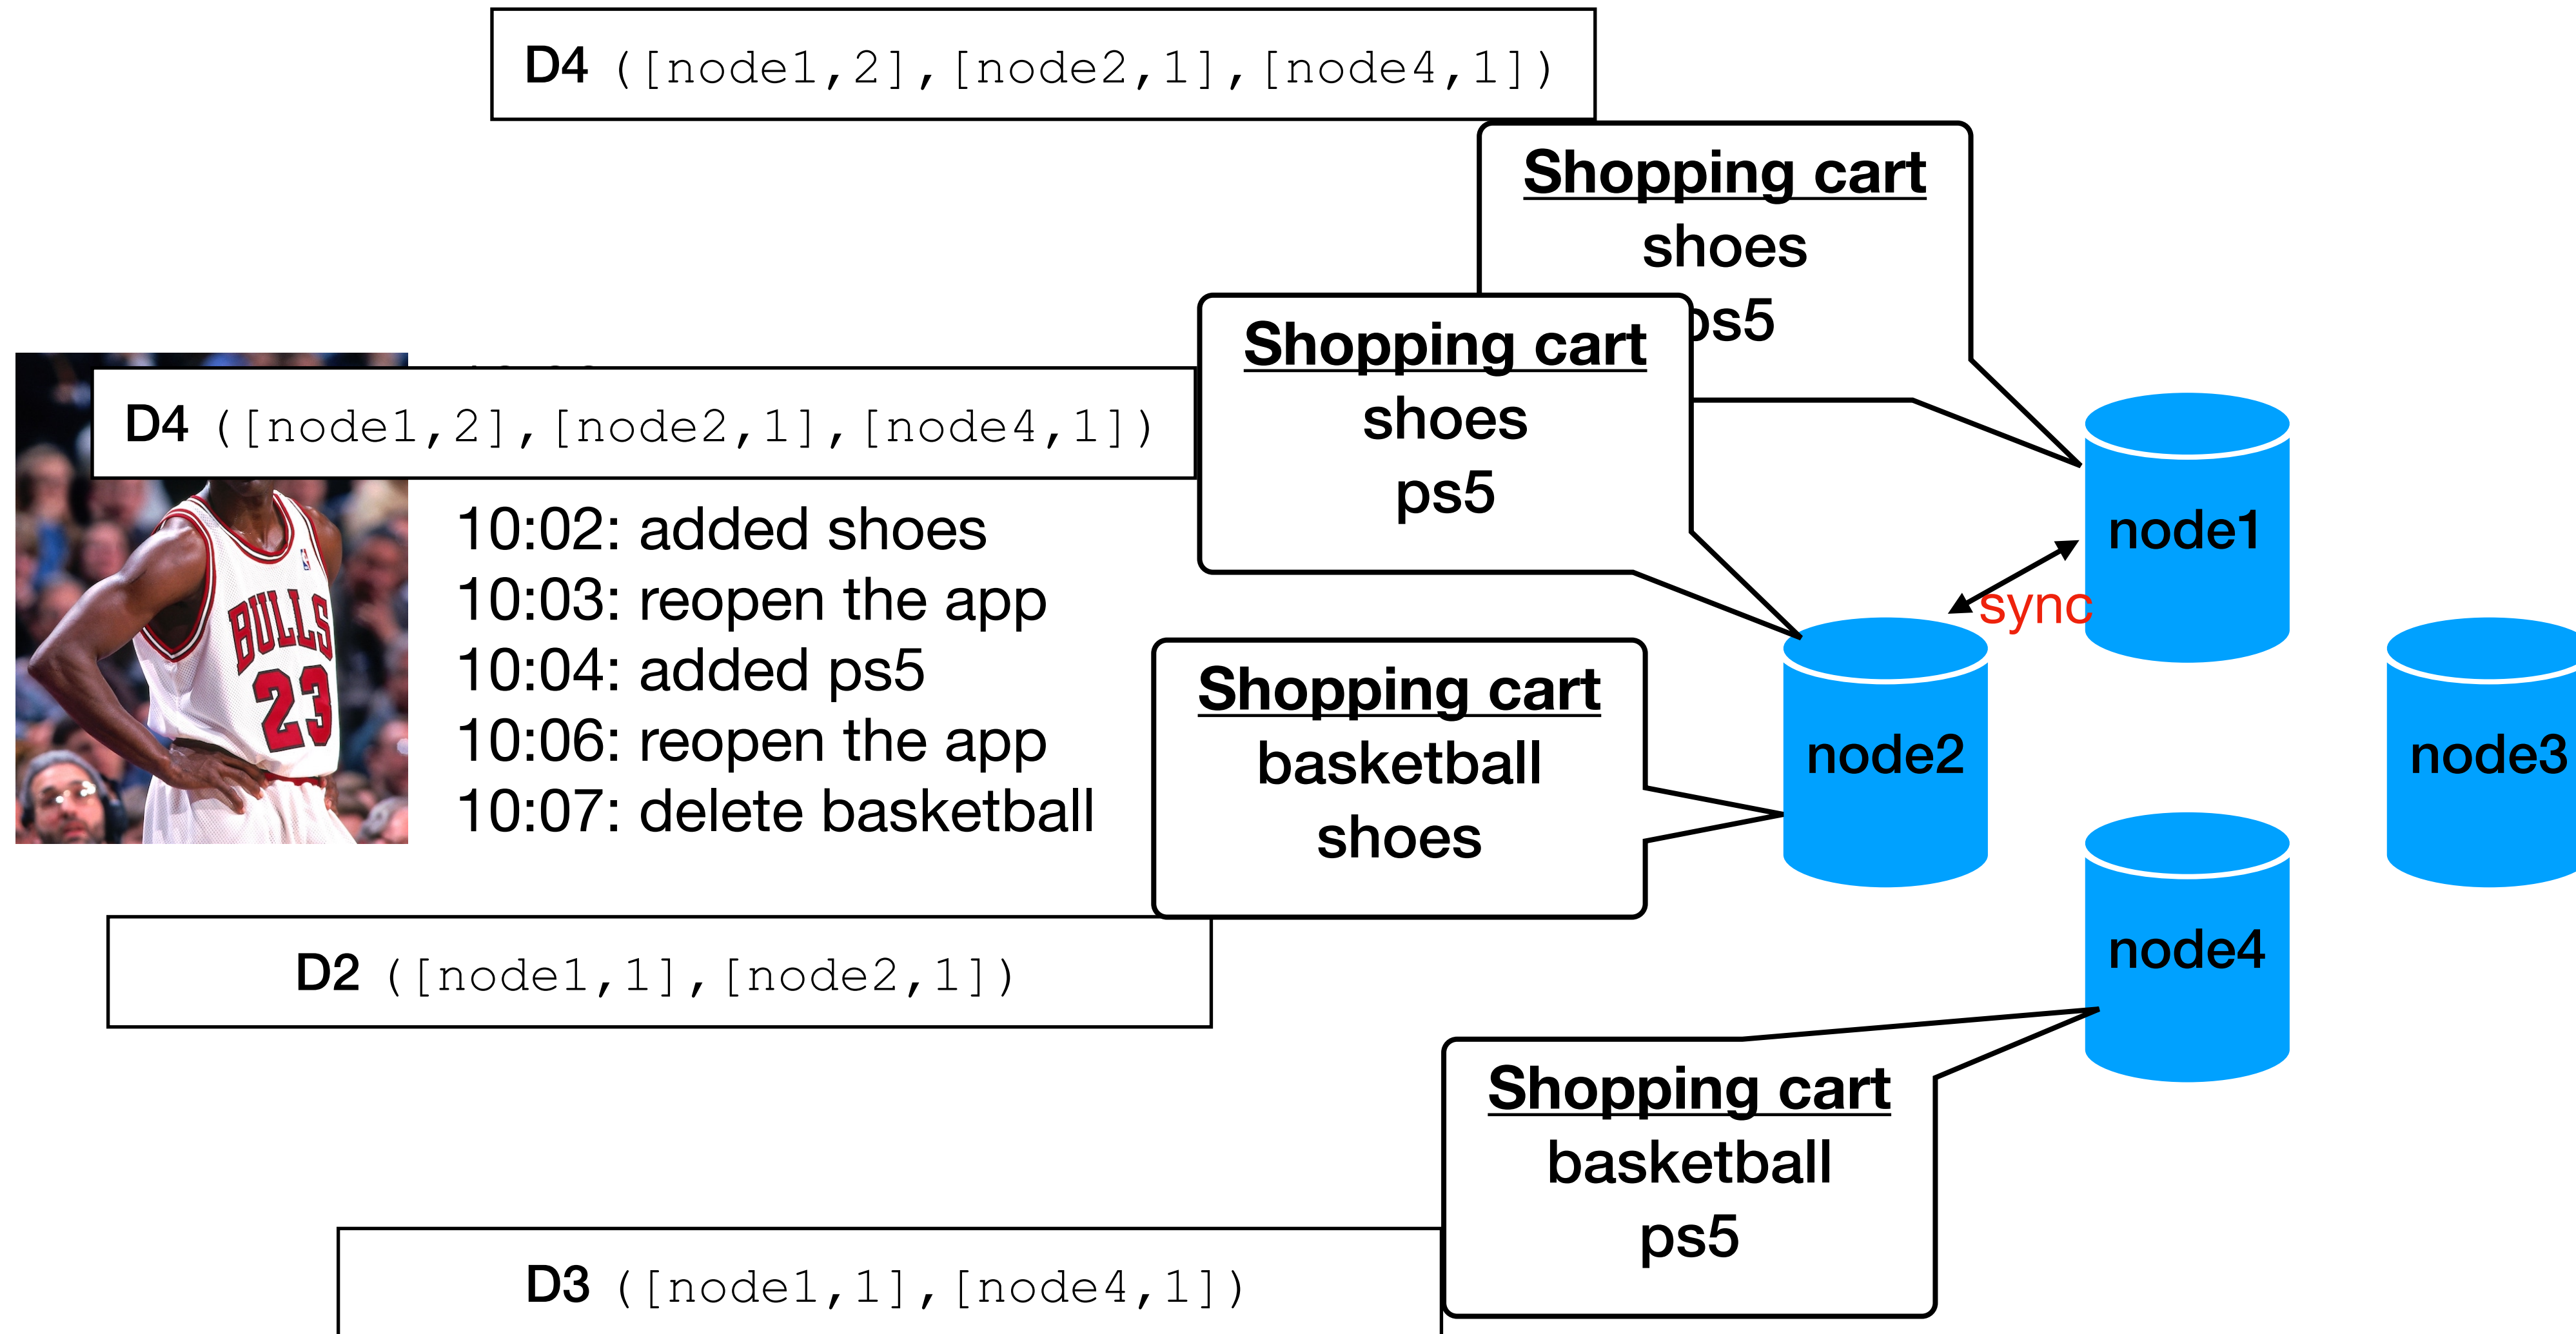 D4 ([node1,2],[node2,1],[node4,1])
Shopping cart
shoes
ps5
Shopping cart
shoes
ps5
D4 ([node1,2],[node2,1],[node4,1])
10:02: added shoes
10:03: reopen the app
10:04: added ps5
10:06: reopen the app
10:07: delete basketball
BULLS
23
node1
sync
node2
node3
Shopping cart
basketball
shoes
node4
D2 ([node1,1],[node2,1])
Shopping cart
basketball
ps5
D3 ([node1,1],[node4,1])